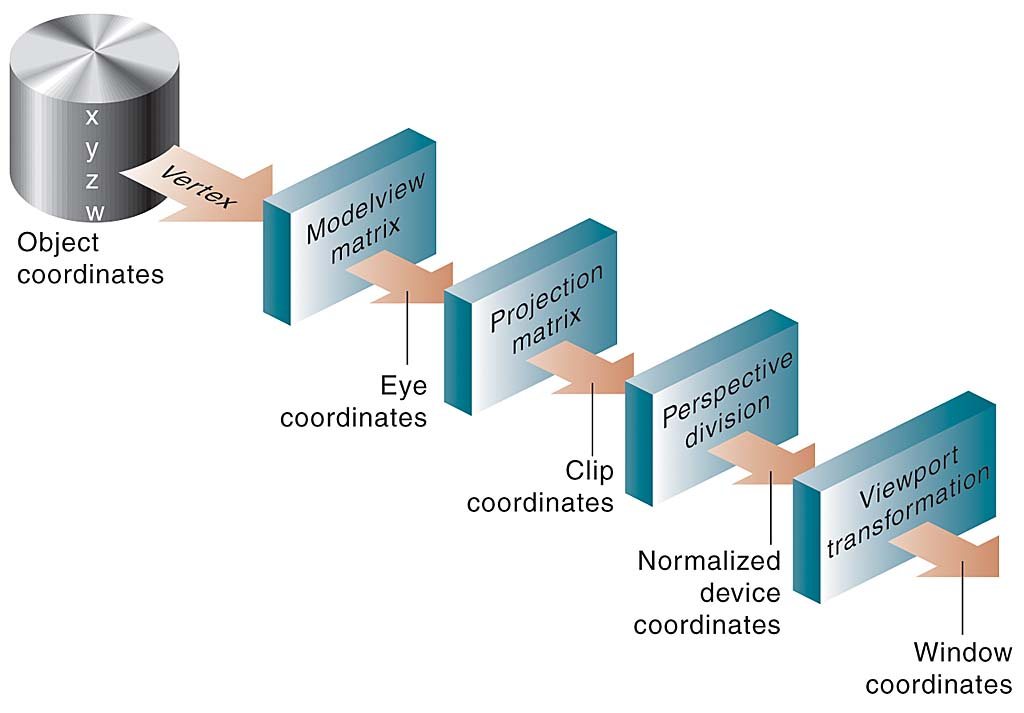 x
y
z
w
Object
coordinates
Vertex
Modelview
matrix
Eye
coordinates
Projection
matrix
Clip
coordinates
Perspective
division
Normalized
device
coordinates
Viewport
transformation
Window
coordinates